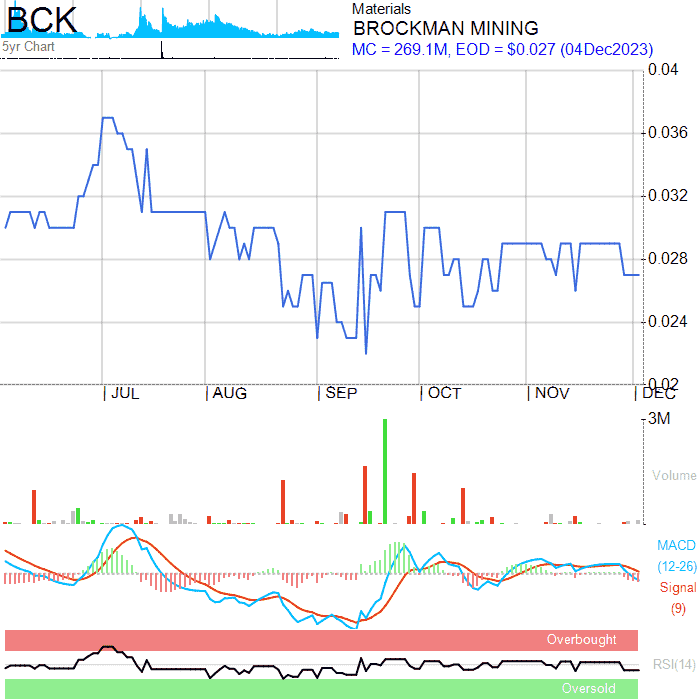 BCK
5yr Chart
Materials
BROCKMAN MINING
MC = 269.1M, EOD = $0.027 (04Dec2023)
0.04
0.036
0.032
0.028
0.024
0.02
JUL AUG SEP OCT NOV DEC
3M
Volume
MACD
(12-26)
Signal
(9)
Overbought
RSI(14)
Oversold